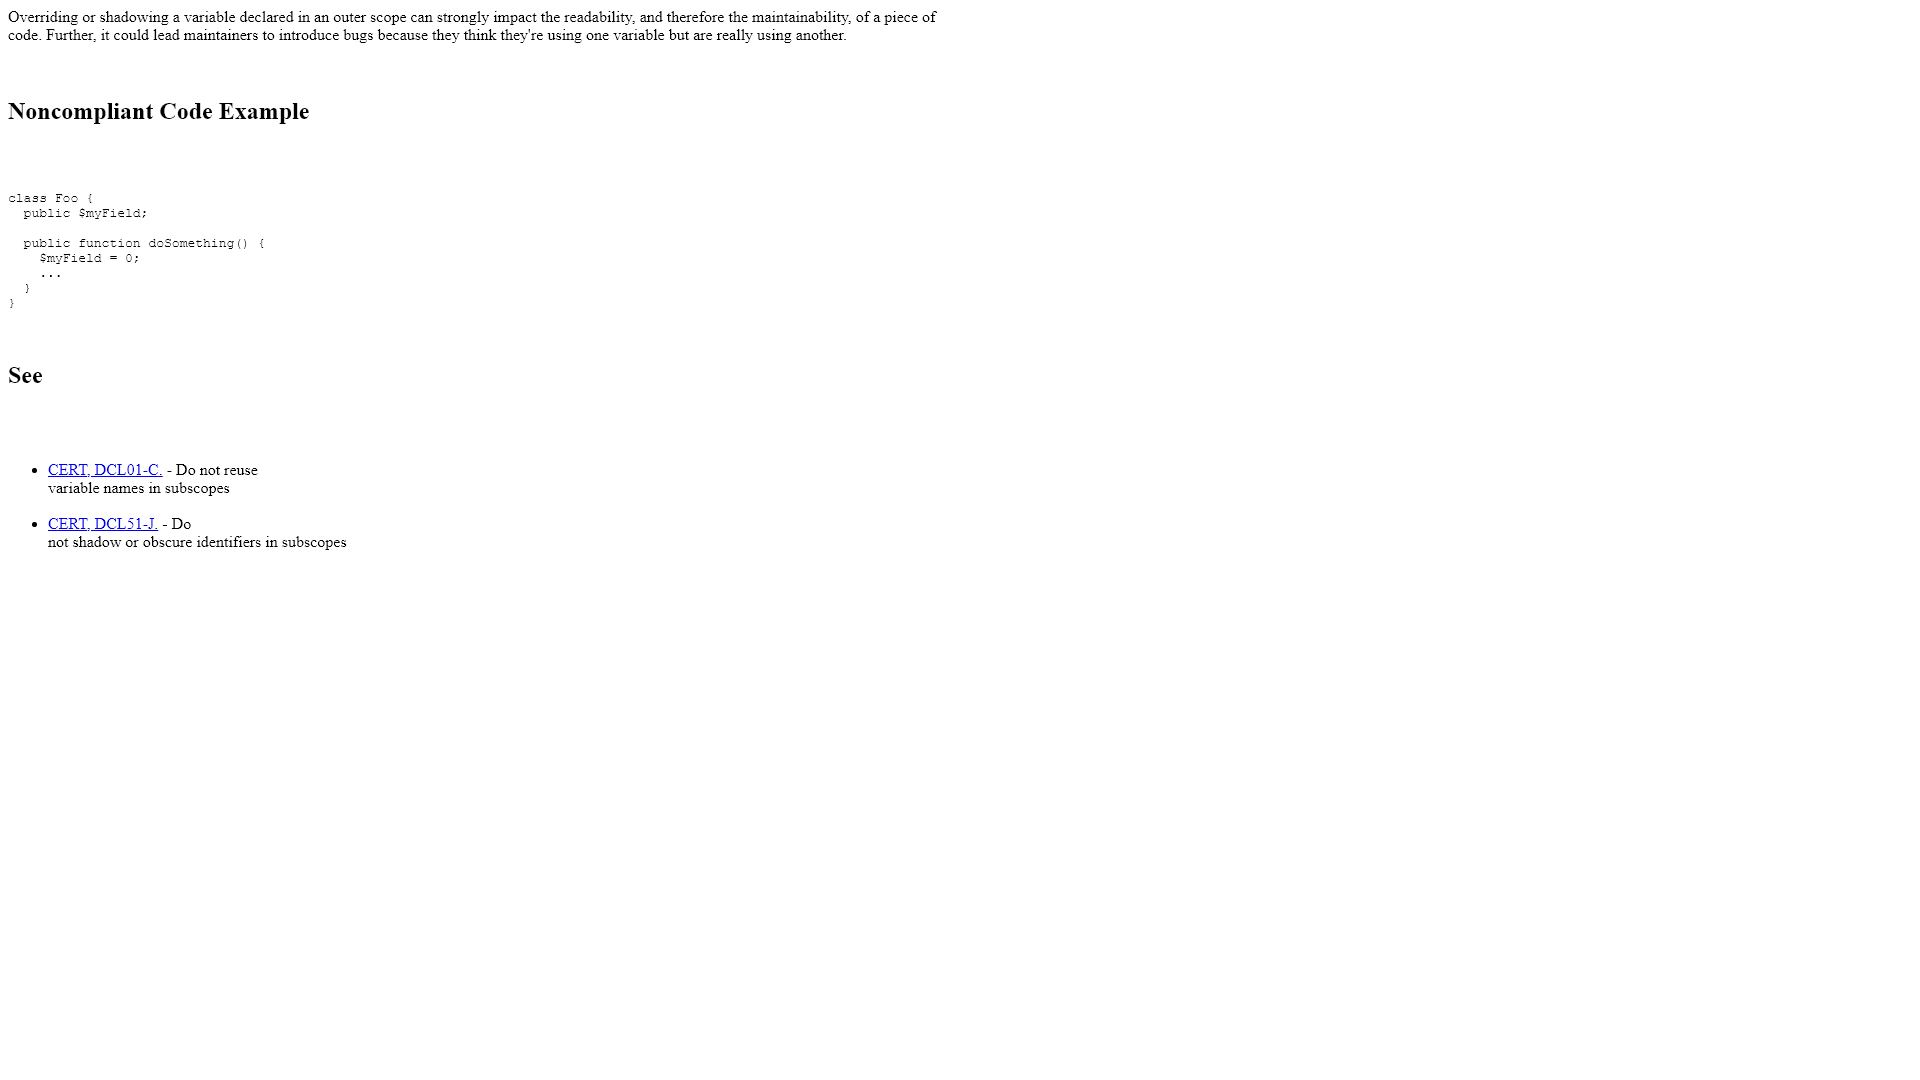 Overriding or shadowing a variable declared in an outer scope can strongly impact the readability, and therefore the maintainability, of a piece of
code. Further, it could lead maintainers to introduce bugs because they think they're using one variable but are really using another.
Noncompliant Code Example
class Foo {
  public $myField;

  public function doSomething() {
    $myField = 0;
    ...
  }
}
See
• CERT, DCL01-C. - Do not reuse
variable names in subscopes
• CERT, DCL51-J. - Do
not shadow or obscure identifiers in subscopes